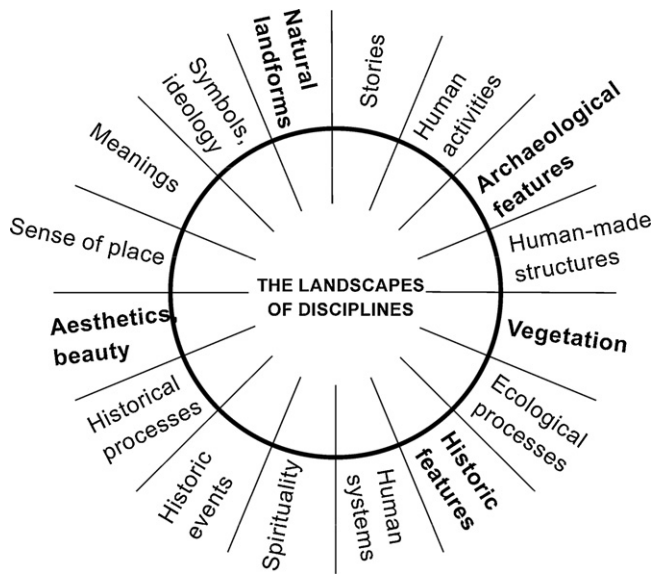 Natural
landforms
Stories
Human
activities
Archaeological
features
Human-made
structures
Vegetation
Ecological
processes
Historic
features
Human
systems
Spirituality
Historic
events
Historical
processes
Aesthetics,
beauty
Sense of place
Meanings
Symbols,
ideology
THE LANDSCAPES
OF DISCIPLINES